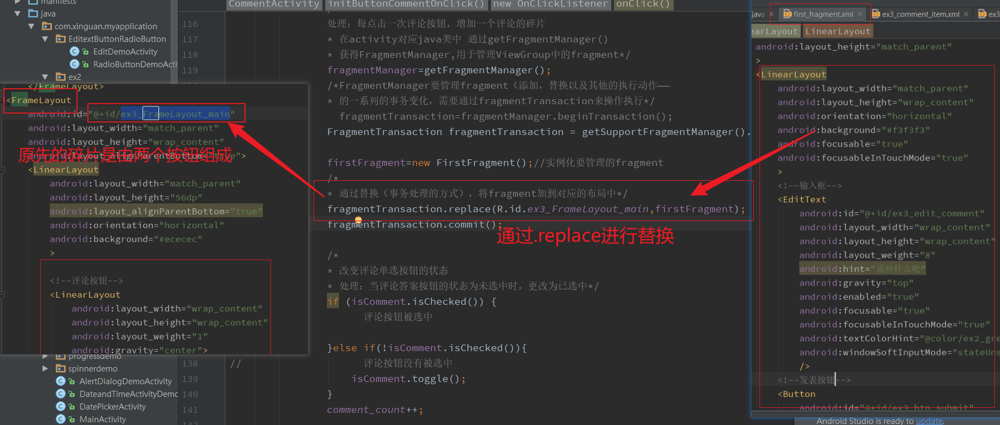 manifests
java
com.xinguan.myapplication
EditextButtonRadioButton
EditDemoActivity
RadioButtonDemoActi
ex2
</FrameLayout>
<FrameLayout
android:id="@+id/ex3_FrameLayout_main"
android:layout_width="match_parent"
android:layout_height="wrap_content"
android:layout_alignParentBottom="true">
原先的碎片是由两个按钮组成
<LinearLayout
android:layout_width="match_parent"
android:layout_height="56dp"
android:layout_alignParentBottom="true"
android:orientation="horizontal"
android:background="#ececec"
>
<!--评论按钮-->
<LinearLayout
android:layout_width="wrap_content"
android:layout_height="wrap_content"
android:layout_weight="1"
android:gravity="center">
progressdemo
spinnerdemo
AlertDialogDemoActivity
DateandTimeActivityDemo
DatePickerActivity
MainActivity
CommentActivity initButtonCommentOnClick() new OnClickListener onClick()
116 处理：每点击一次评论按钮，增加一个评论的碎片
117 * 在activity对应java类中 通过getFragmentManager()
118 * 获得FragmentManager,用于管理ViewGroup中的fragment*/
119 fragmentManager=getFragmentManager();
/*FragmentManager要管理fragment（添加，替换以及其他的执行动作——
* 的一系列的事务变化，需要通过fragmentTransaction来操作执行*/
fragmentTransaction=fragmentManager.beginTransaction();
FragmentTransaction fragmentTransaction = getSupportFragmentManager().
firstFragment=new FirstFragment();//实例化要管理的fragment
/*
* 通过替换（事务处理的方式），将fragment加到对应的布局中*/
fragmentTransaction.replace(R.id.ex3_FrameLayout_main,firstFragment);
fragmentTransaction.commit();
通过.replace进行替换
/*
* 改变评论单选按钮的状态
* 处理：当评论答案按钮的状态为未选中时，更改为已选中*/
if (isComment.isChecked()) {
评论按钮被选中
}else if(!isComment.isChecked()){
138 // 评论按钮没有被选中
139 isComment.toggle();
140 }
141 comment_count++;
java first_fragment.xml ex3_comment_item.xml ex3
earLayout LinearLayout
android:layout_height="match_parent"
>
<LinearLayout
android:layout_width="match_parent"
android:layout_height="wrap_content"
android:orientation="horizontal"
android:background="#f3f3f3"
android:focusable="true"
android:focusableInTouchMode="true"
>
<!--输入框-->
<EditText
android:id="@+id/ex3_edit_comment"
android:layout_width="wrap_content"
android:layout_height="wrap_content"
android:layout_weight="8"
android:hint="说些什么吧"
android:gravity="top"
android:enabled="true"
android:focusable="true"
android:focusableInTouchMode="true"
android:textColorHint="@color/ex2_gre
android:windowSoftInputMode="stateUns
/>
<!--发表按钮-->
<Button
android:id="@+id/ex3_btn_submit"
Android Studio is ready to update.